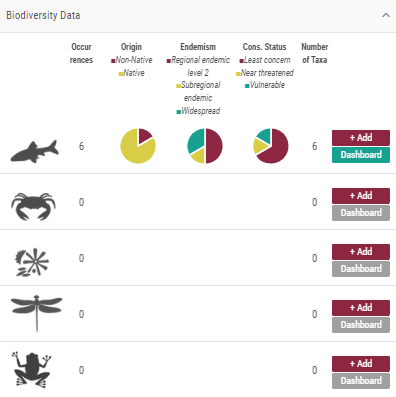 Biodiversity Data
Occur
rences
Origin
Non-Native
Native
Endemism
Regional endemic
level 2
Subregional
endemic
Widespread
Cons. Status
Least concern
Near threatened
Vulnerable
Number
of Taxa
6
6
+ Add
Dashboard
0
0
+ Add
Dashboard
0
0
+ Add
Dashboard
0
0
+ Add
Dashboard
0
0
+ Add
Dashboard